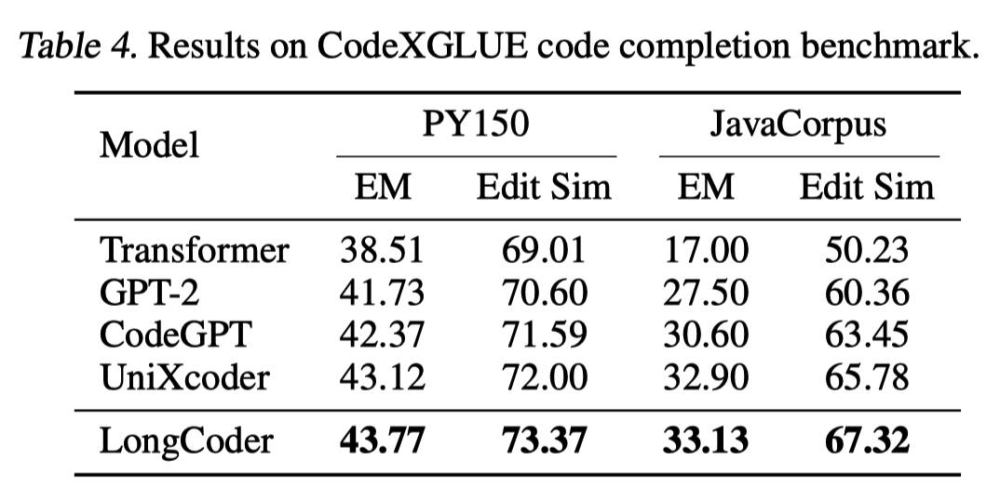 Table 4. Results on CodeXGLUE code completion benchmark.
Model PY150 JavaCorpus
EM Edit Sim EM Edit Sim
Transformer 38.51 69.01 17.00 50.23
GPT-2 41.73 70.60 27.50 60.36
CodeGPT 42.37 71.59 30.60 63.45
UniXcoder 43.12 72.00 32.90 65.78
LongCoder 43.77 73.37 33.13 67.32